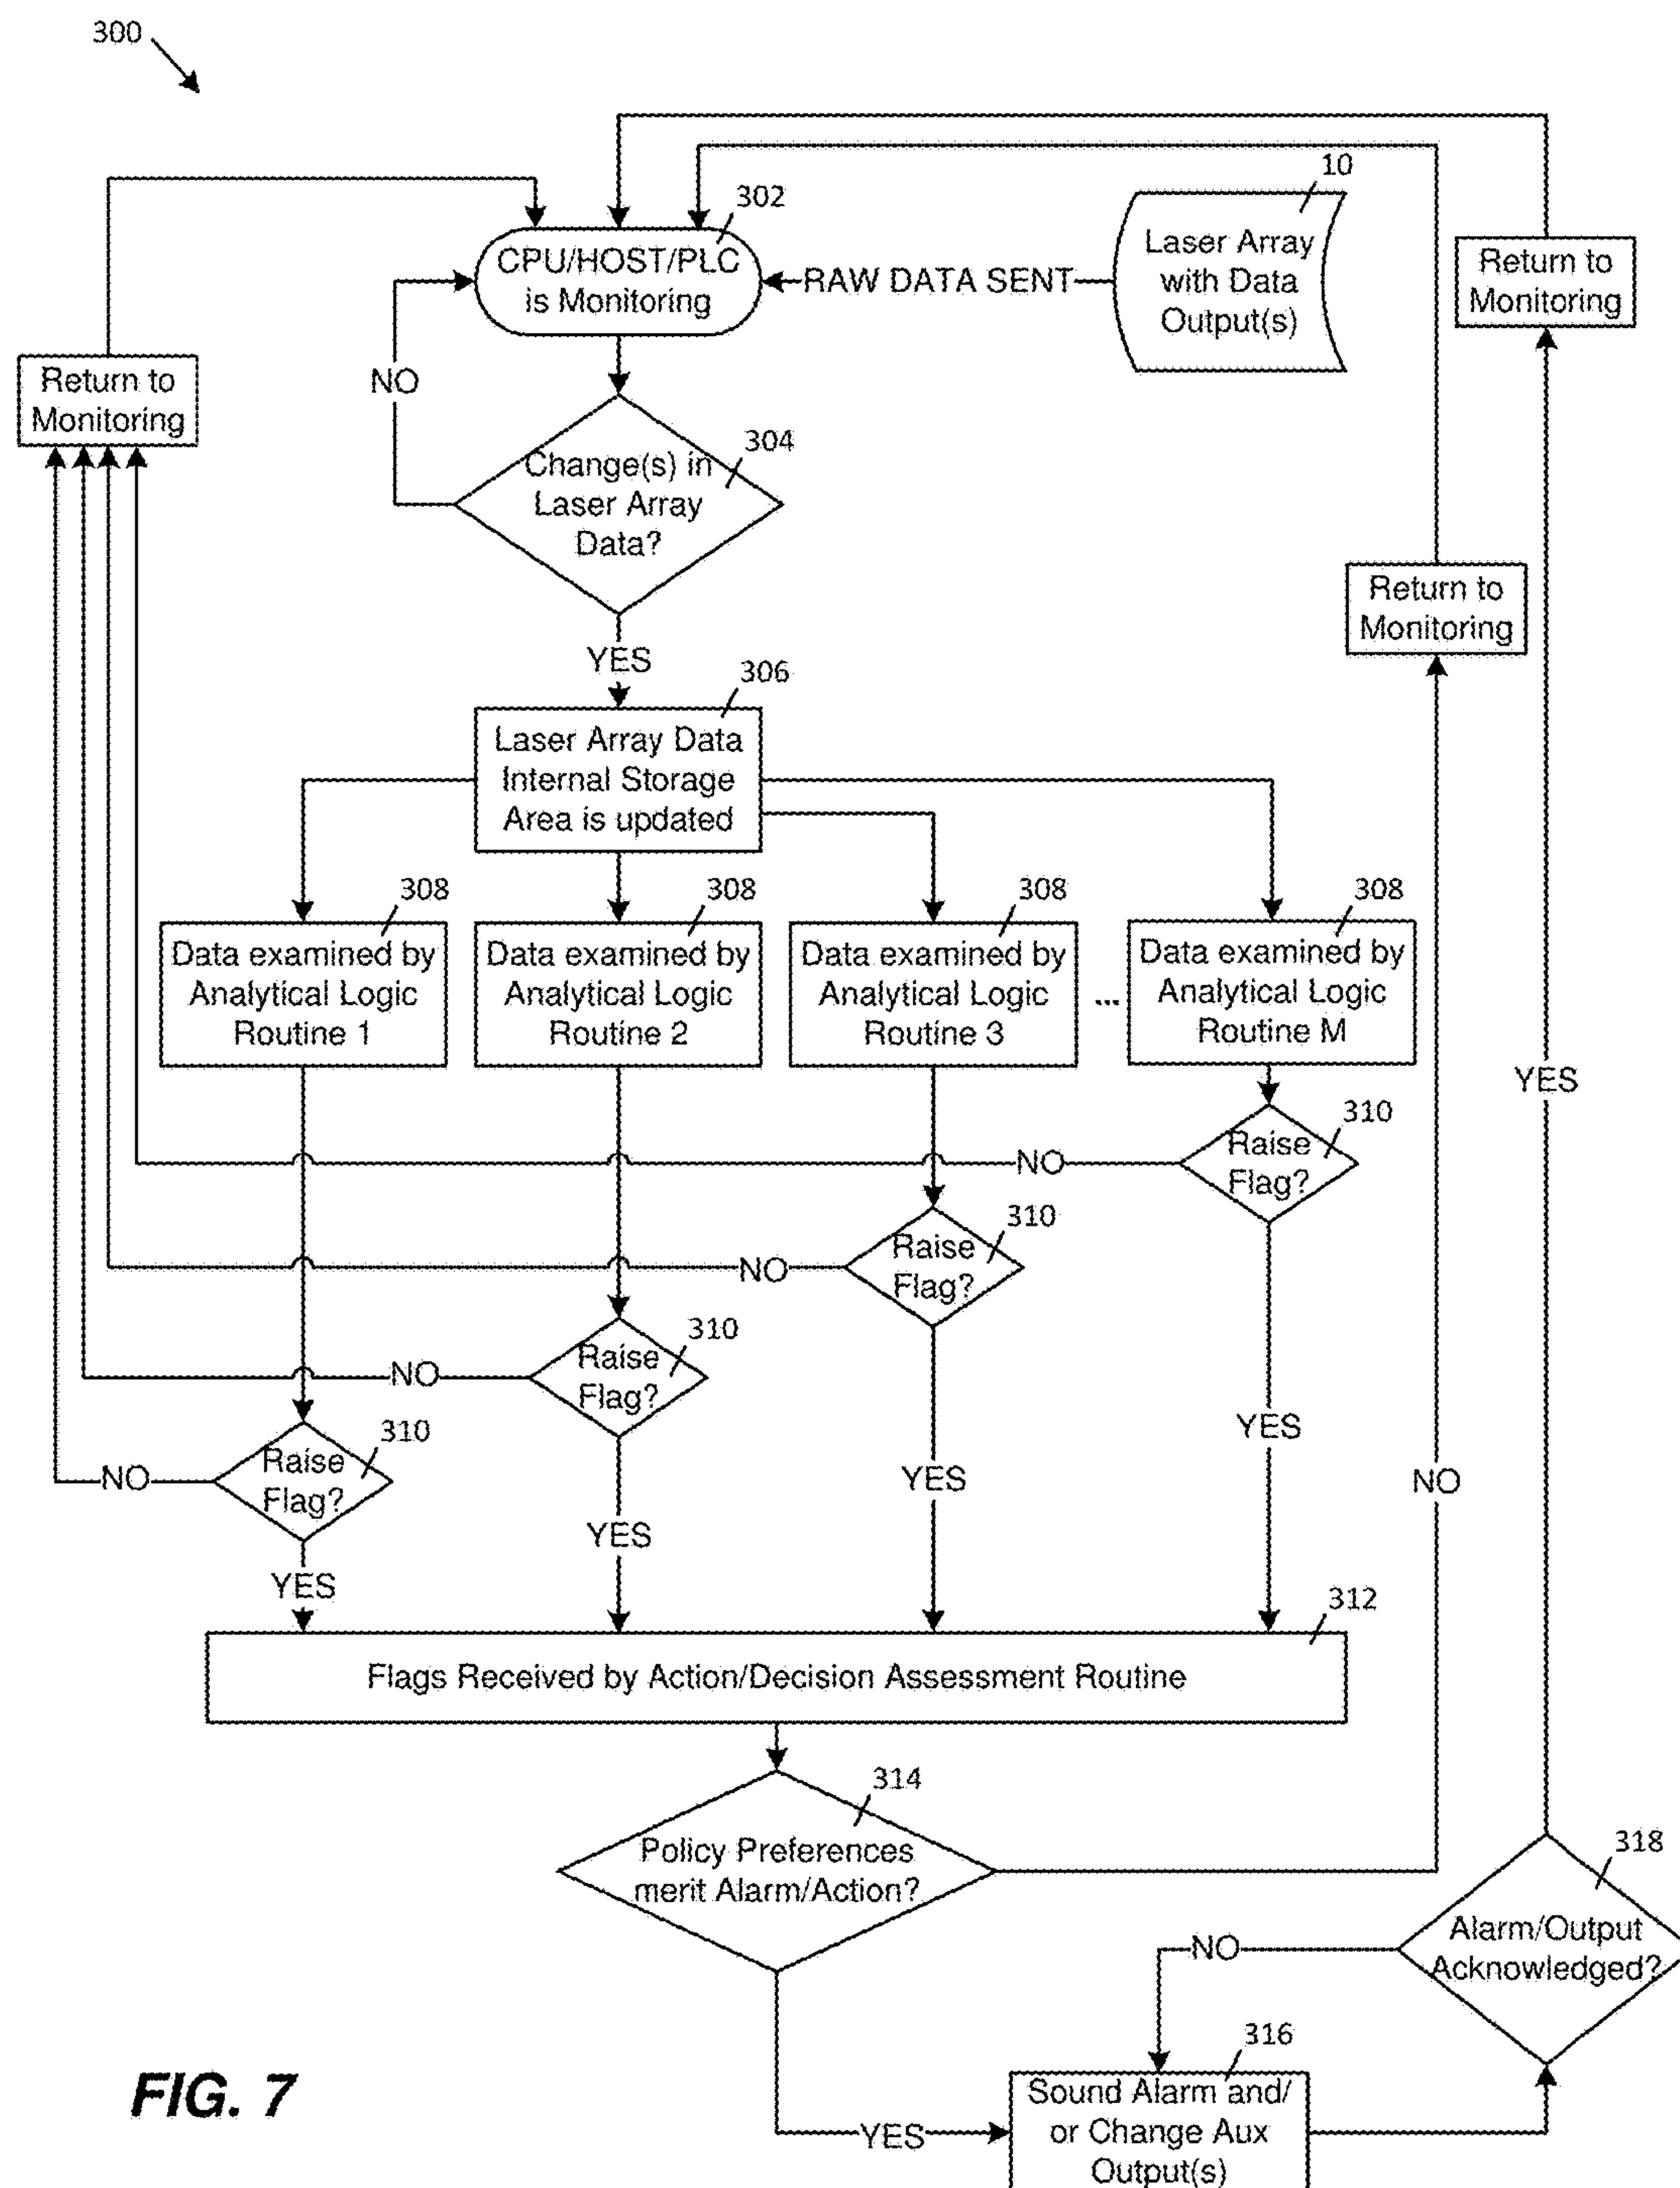 300
10
302
CPU/HOST/PLC
is Monitoring
RAW DATA SENT
Laser Array
with Data
Output(s)
Return to
Monitoring
Return to
Monitoring
NO
304
Change(s) in
Laser Array
Data?
Return to
Monitoring
YES
306
Laser Array Data
Internal Storage
Area is updated
308
308
308
308
Data examined by
Analytical Logic
Routine 1
Data examined by
Analytical Logic
Routine 2
Data examined by
Analytical Logic
Routine 3
...
Data examined by
Analytical Logic
Routine M
YES
310
Raise
Flag?
NO
310
Raise
Flag?
NO
310
Raise
Flag?
NO
310
Raise
Flag?
NO
YES
YES
YES
YES
NO
312
Flags Received by Action/Decision Assessment Routine
314
Policy Preferences
merit Alarm/Action?
318
Alarm/Output
Acknowledged?
NO
316
Sound Alarm and/
or Change Aux
Output(s)
YES
FIG. 7